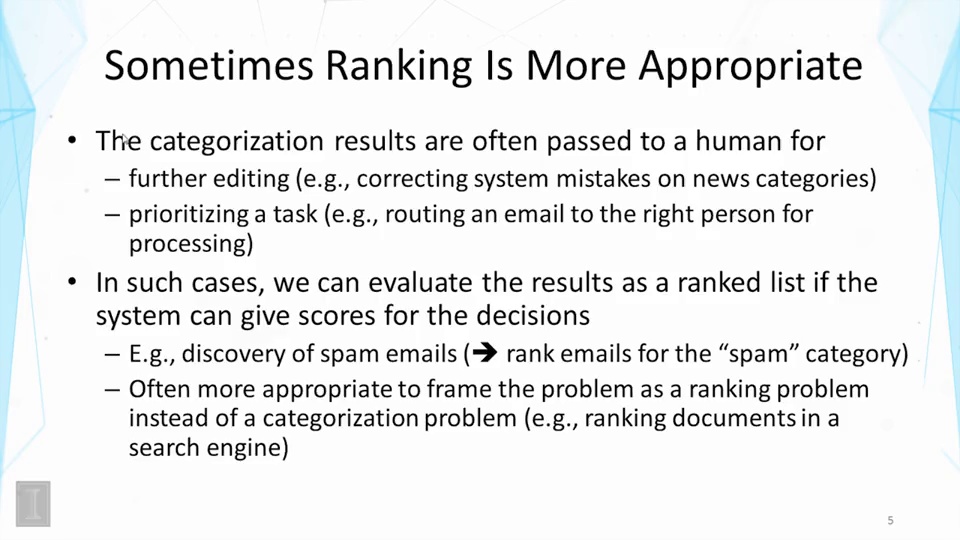 Sometimes Ranking Is More Appropriate
• The categorization results are often passed to a human for
– further editing (e.g., correcting system mistakes on news categories)
– prioritizing a task (e.g., routing an email to the right person for
processing)
• In such cases, we can evaluate the results as a ranked list if the
system can give scores for the decisions
– E.g., discovery of spam emails (➔ rank emails for the “spam” category)
– Often more appropriate to frame the problem as a ranking problem
instead of a categorization problem (e.g., ranking documents in a
search engine)
I
5